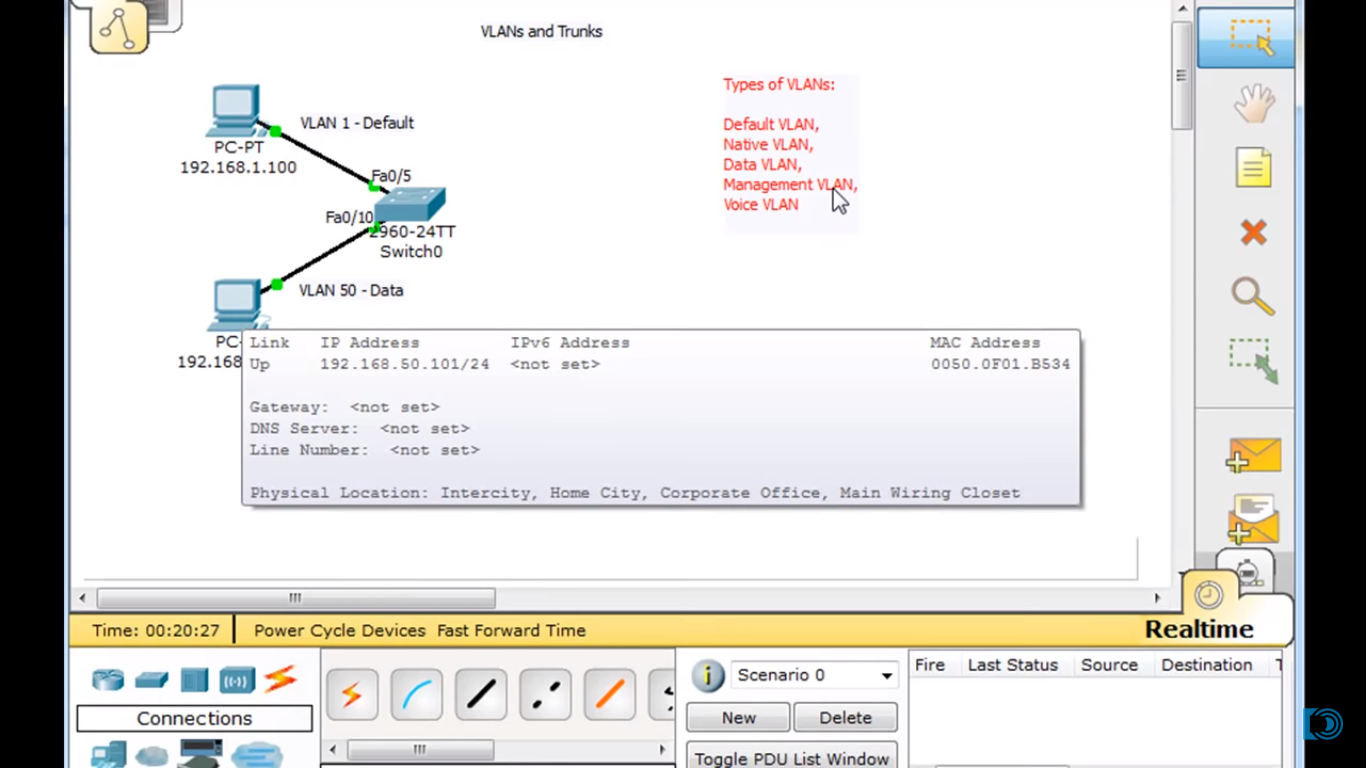 VLANs and Trunks
Types of VLANs:
Default VLAN,
Native VLAN,
Data VLAN,
Management VLAN,
Voice VLAN
VLAN 1 - Default
PC-PT
192.168.1.100
Fa0/5
Fa0/10
2960-24TT
Switch0
VLAN 50 - Data
PC-
192.168.
Link IP Address IPv6 Address MAC Address
Up 192.168.50.101/24 <not set> 0050.0F01.B534
Gateway: <not set>
DNS Server: <not set>
Line Number: <not set>
Physical Location: Intercity, Home City, Corporate Office, Main Wiring Closet
Time: 00:20:27 Power Cycle Devices Fast Forward Time
Realtime
Connections
Scenario 0
New Delete
Toggle PDU List Window
Fire Last Status Source Destination